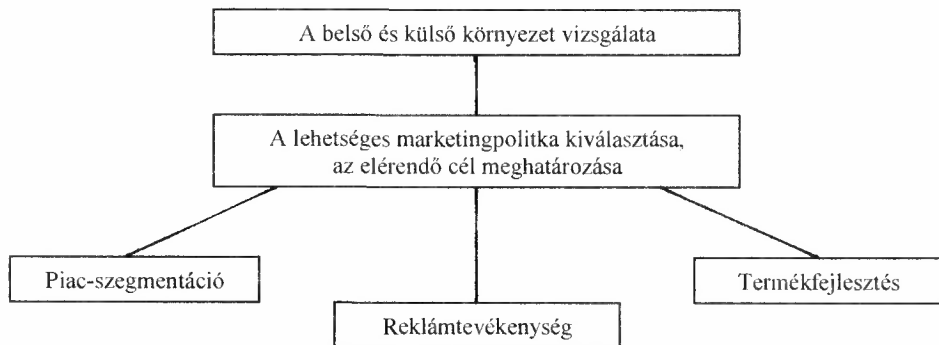 A belső és külső környezet vizsgálata
A lehetséges marketingpolitka kiválasztása,
az elérendő cél meghatározása
Piac-szegmentáció
Termékfejlesztés
Reklámtevékenység